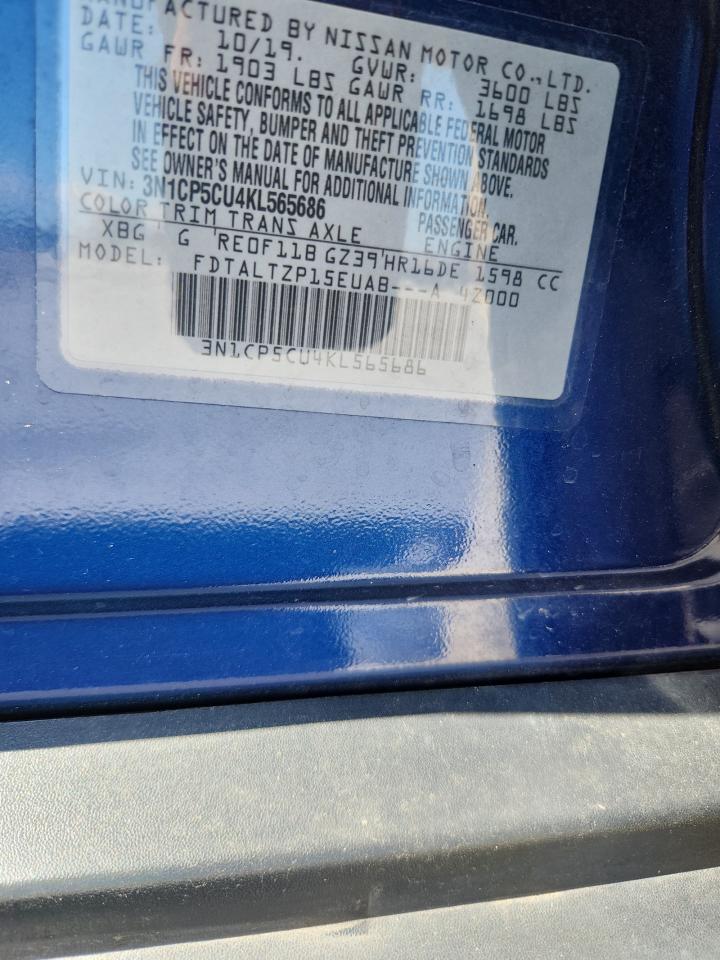 MANUFACTURED BY NISSAN MOTOR CO., LTD.
DATE: 10/19. GVWR: 3600 LBS
GAWR FR: 1903 LBS GAWR RR: 1698 LBS
THIS VEHICLE CONFORMS TO ALL APPLICABLE FEDERAL MOTOR
VEHICLE SAFETY, BUMPER AND THEFT PREVENTION STANDARDS
IN EFFECT ON THE DATE OF MANUFACTURE SHOWN ABOVE.
SEE OWNER'S MANUAL FOR ADDITIONAL INFORMATION.
VIN: 3N1CP5CU4KL565686 PASSENGER CAR.
COLOR TRIM TRANS AXLE ENGINE
XBG G RE0F11B GZ39 HR16DE 1598 CC
MODEL: FDTALTZP15EUAB---A 4Z000
3N1CP5CU4KL565686